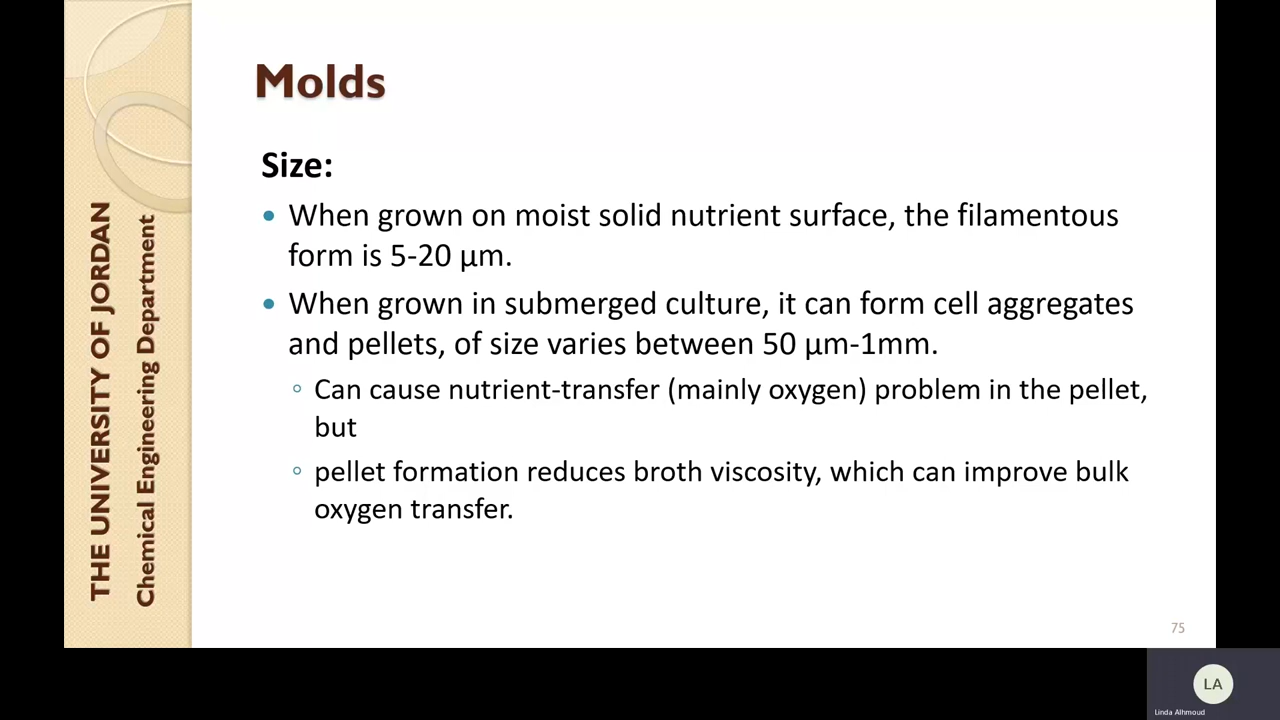 THE UNIVERSITY OF JORDAN
Chemical Engineering Department
Molds
Size:
• When grown on moist solid nutrient surface, the filamentous
form is 5-20 μm.
• When grown in submerged culture, it can form cell aggregates
and pellets, of size varies between 50 μm-1mm.
◦ Can cause nutrient-transfer (mainly oxygen) problem in the pellet,
but
◦ pellet formation reduces broth viscosity, which can improve bulk
oxygen transfer.
75
LA
Linda Alhmoud